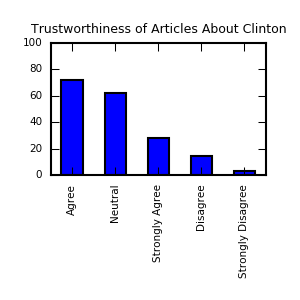 Trustworthiness of Articles About Clinton
100
80
60
40
20
0
Agree
Neutral
Strongly Agree
Disagree
Strongly Disagree